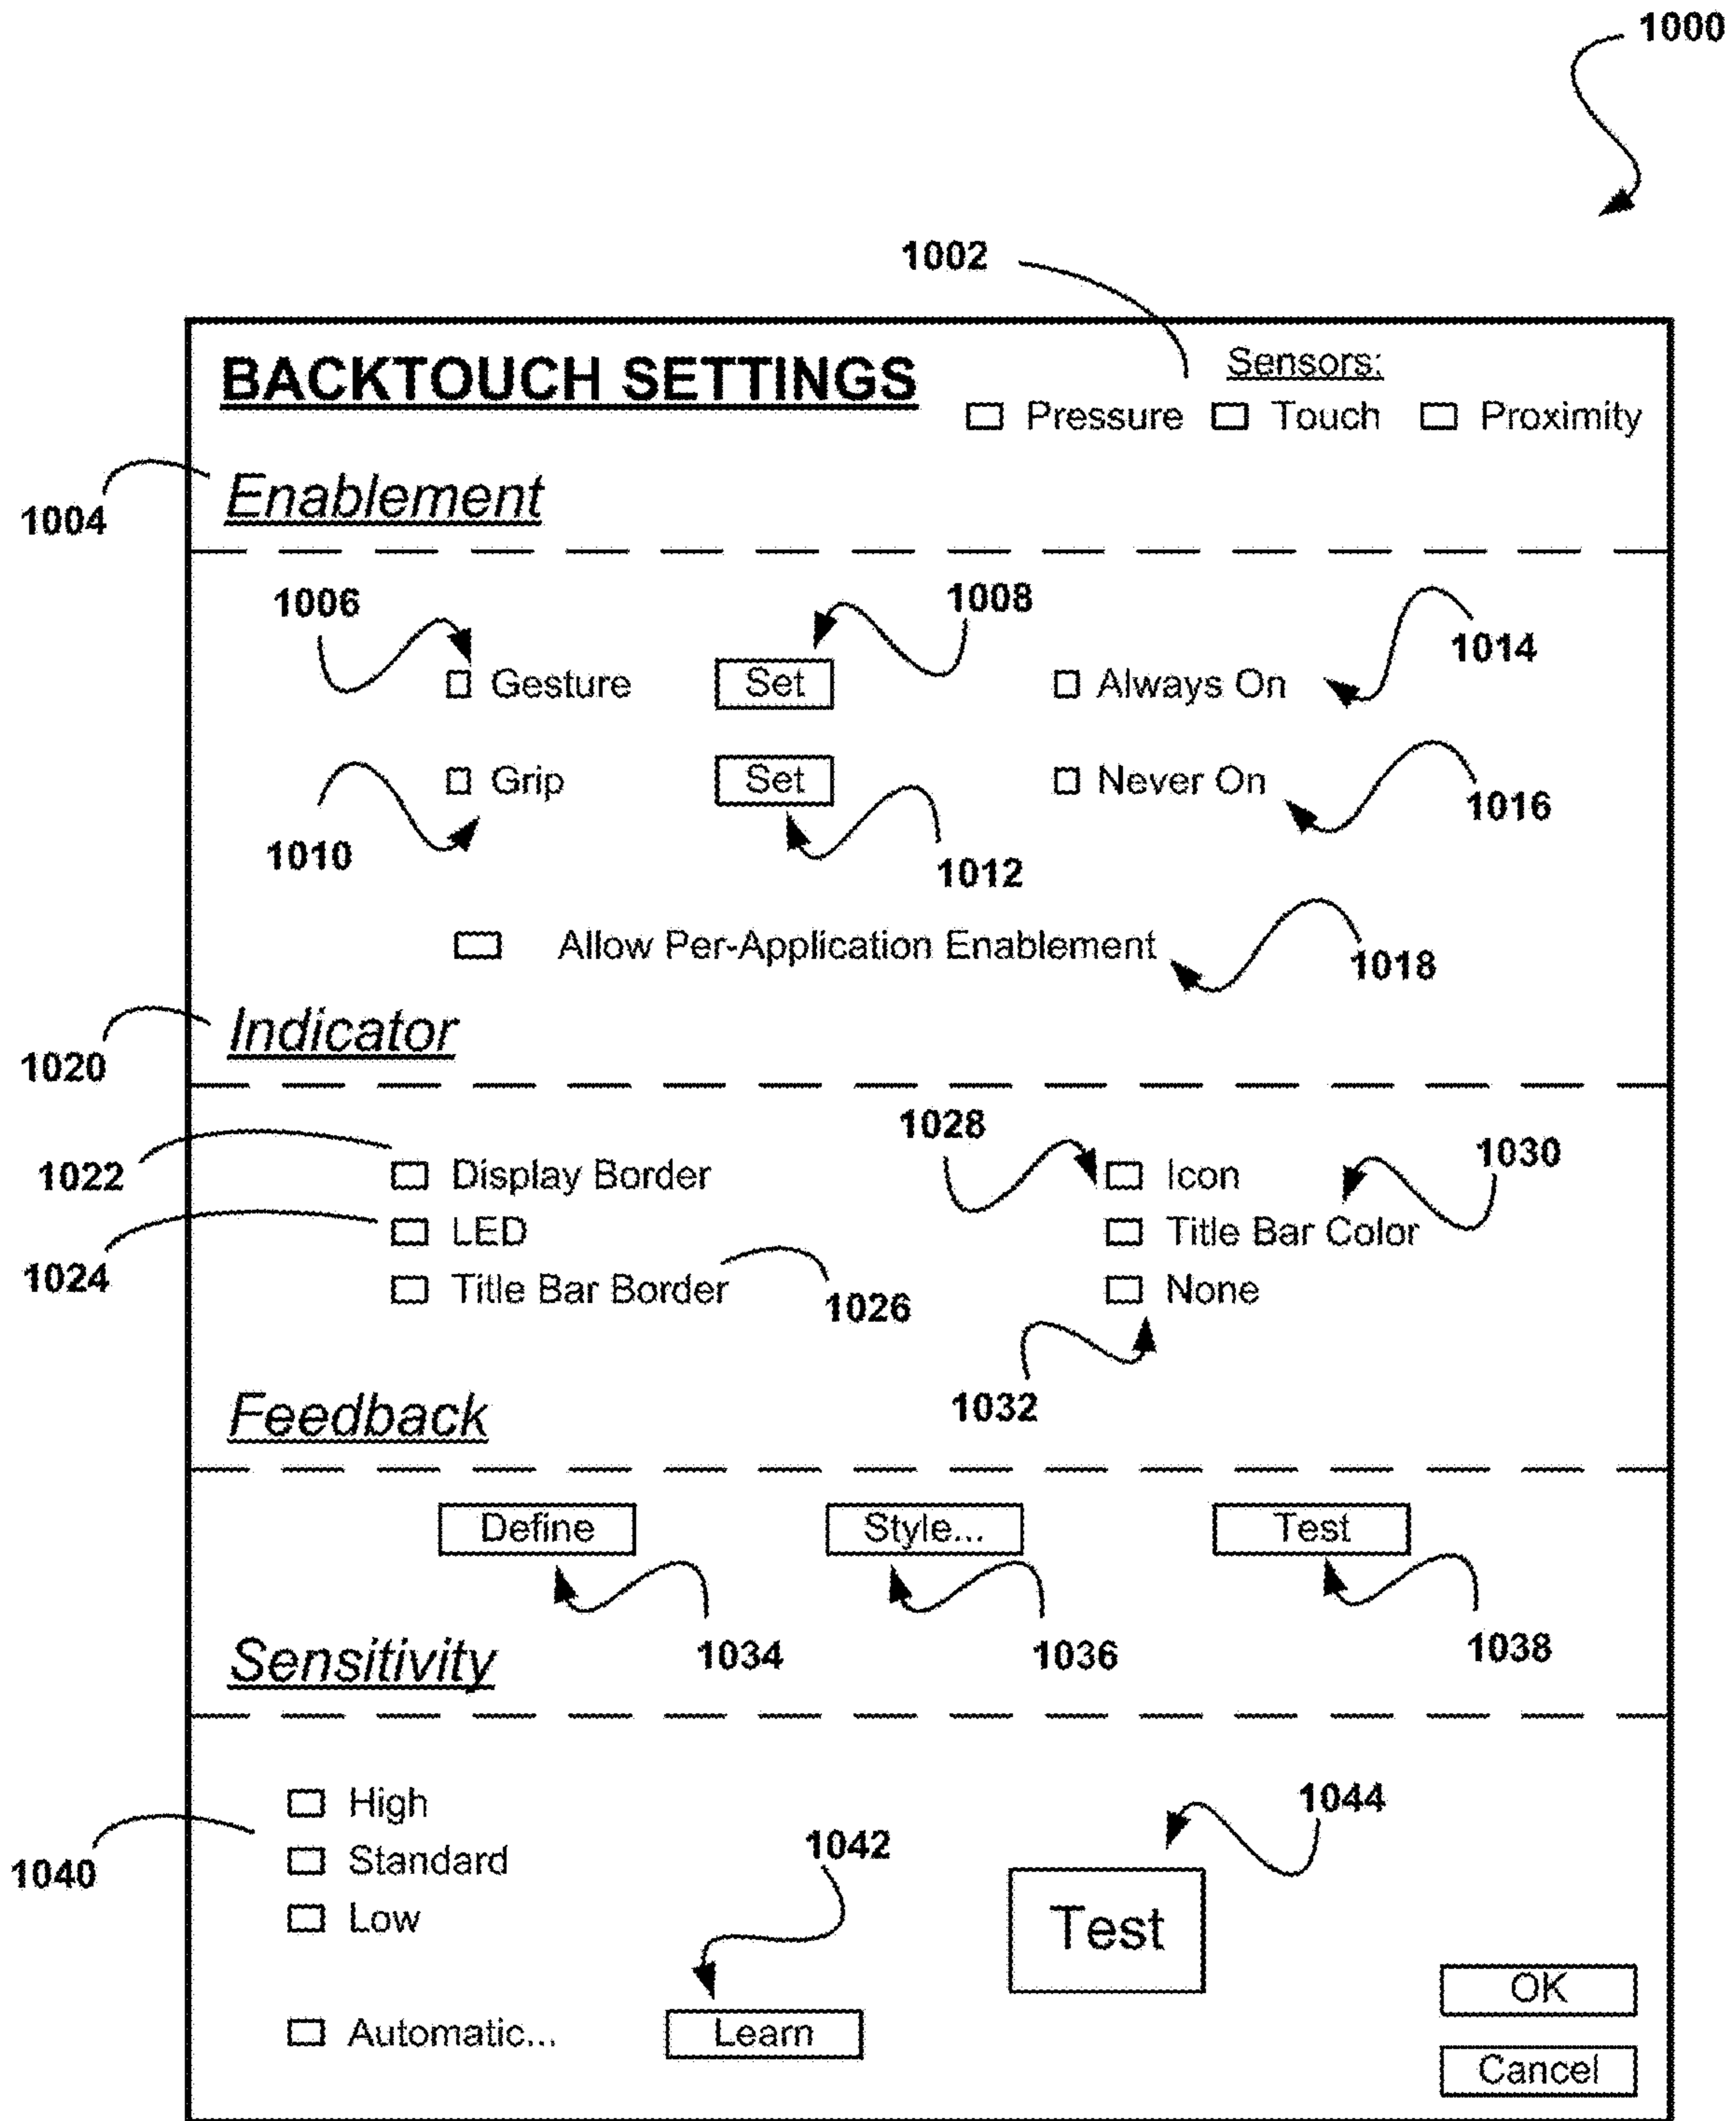 1000
1002
BACKTOUCH SETTINGS
Sensors:
Pressure Touch Proximity
1004
Enablement
1006 1008
1014
Gesture Set Always On
Grip Set Never On
1016
1010
1012
Allow Per-Application Enablement
1018
Indicator
1020
1028
1030
1022
Display Border Icon
LED Title Bar Color
1024
Title Bar Border None
1026
1032
Feedback
Define Style... Test
1034 1036 1038
Sensitivity
High
1044
1042
Standard
1040
Low
Test
OK
Automatic... Learn
Cancel